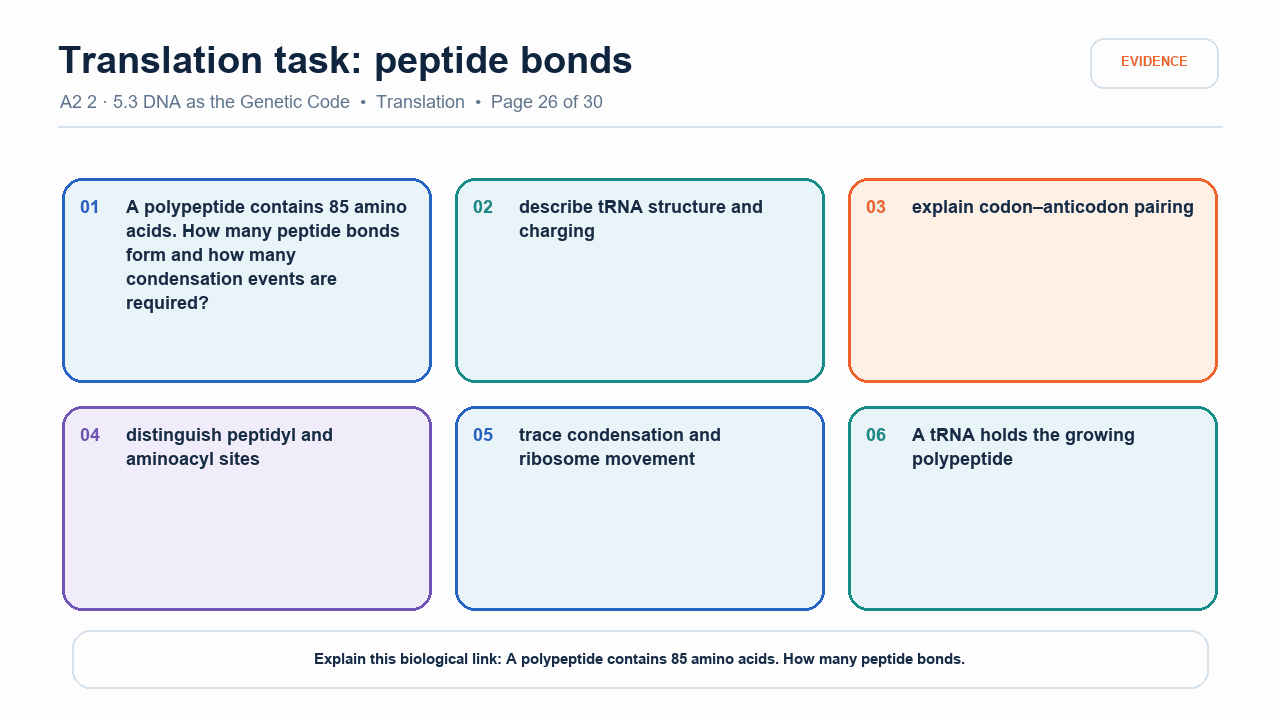 Translation task: peptide bonds
EVIDENCE
A2 2 · 5.3 DNA as the Genetic Code • Translation • Page 26 of 30
01
A polypeptide contains 85 amino
acids. How many peptide bonds
form and how many
condensation events are
required?
02
describe tRNA structure and
charging
03
explain codon–anticodon pairing
04
distinguish peptidyl and
aminoacyl sites
05
trace condensation and
ribosome movement
06
A tRNA holds the growing
polypeptide
Explain this biological link: A polypeptide contains 85 amino acids. How many peptide bonds.